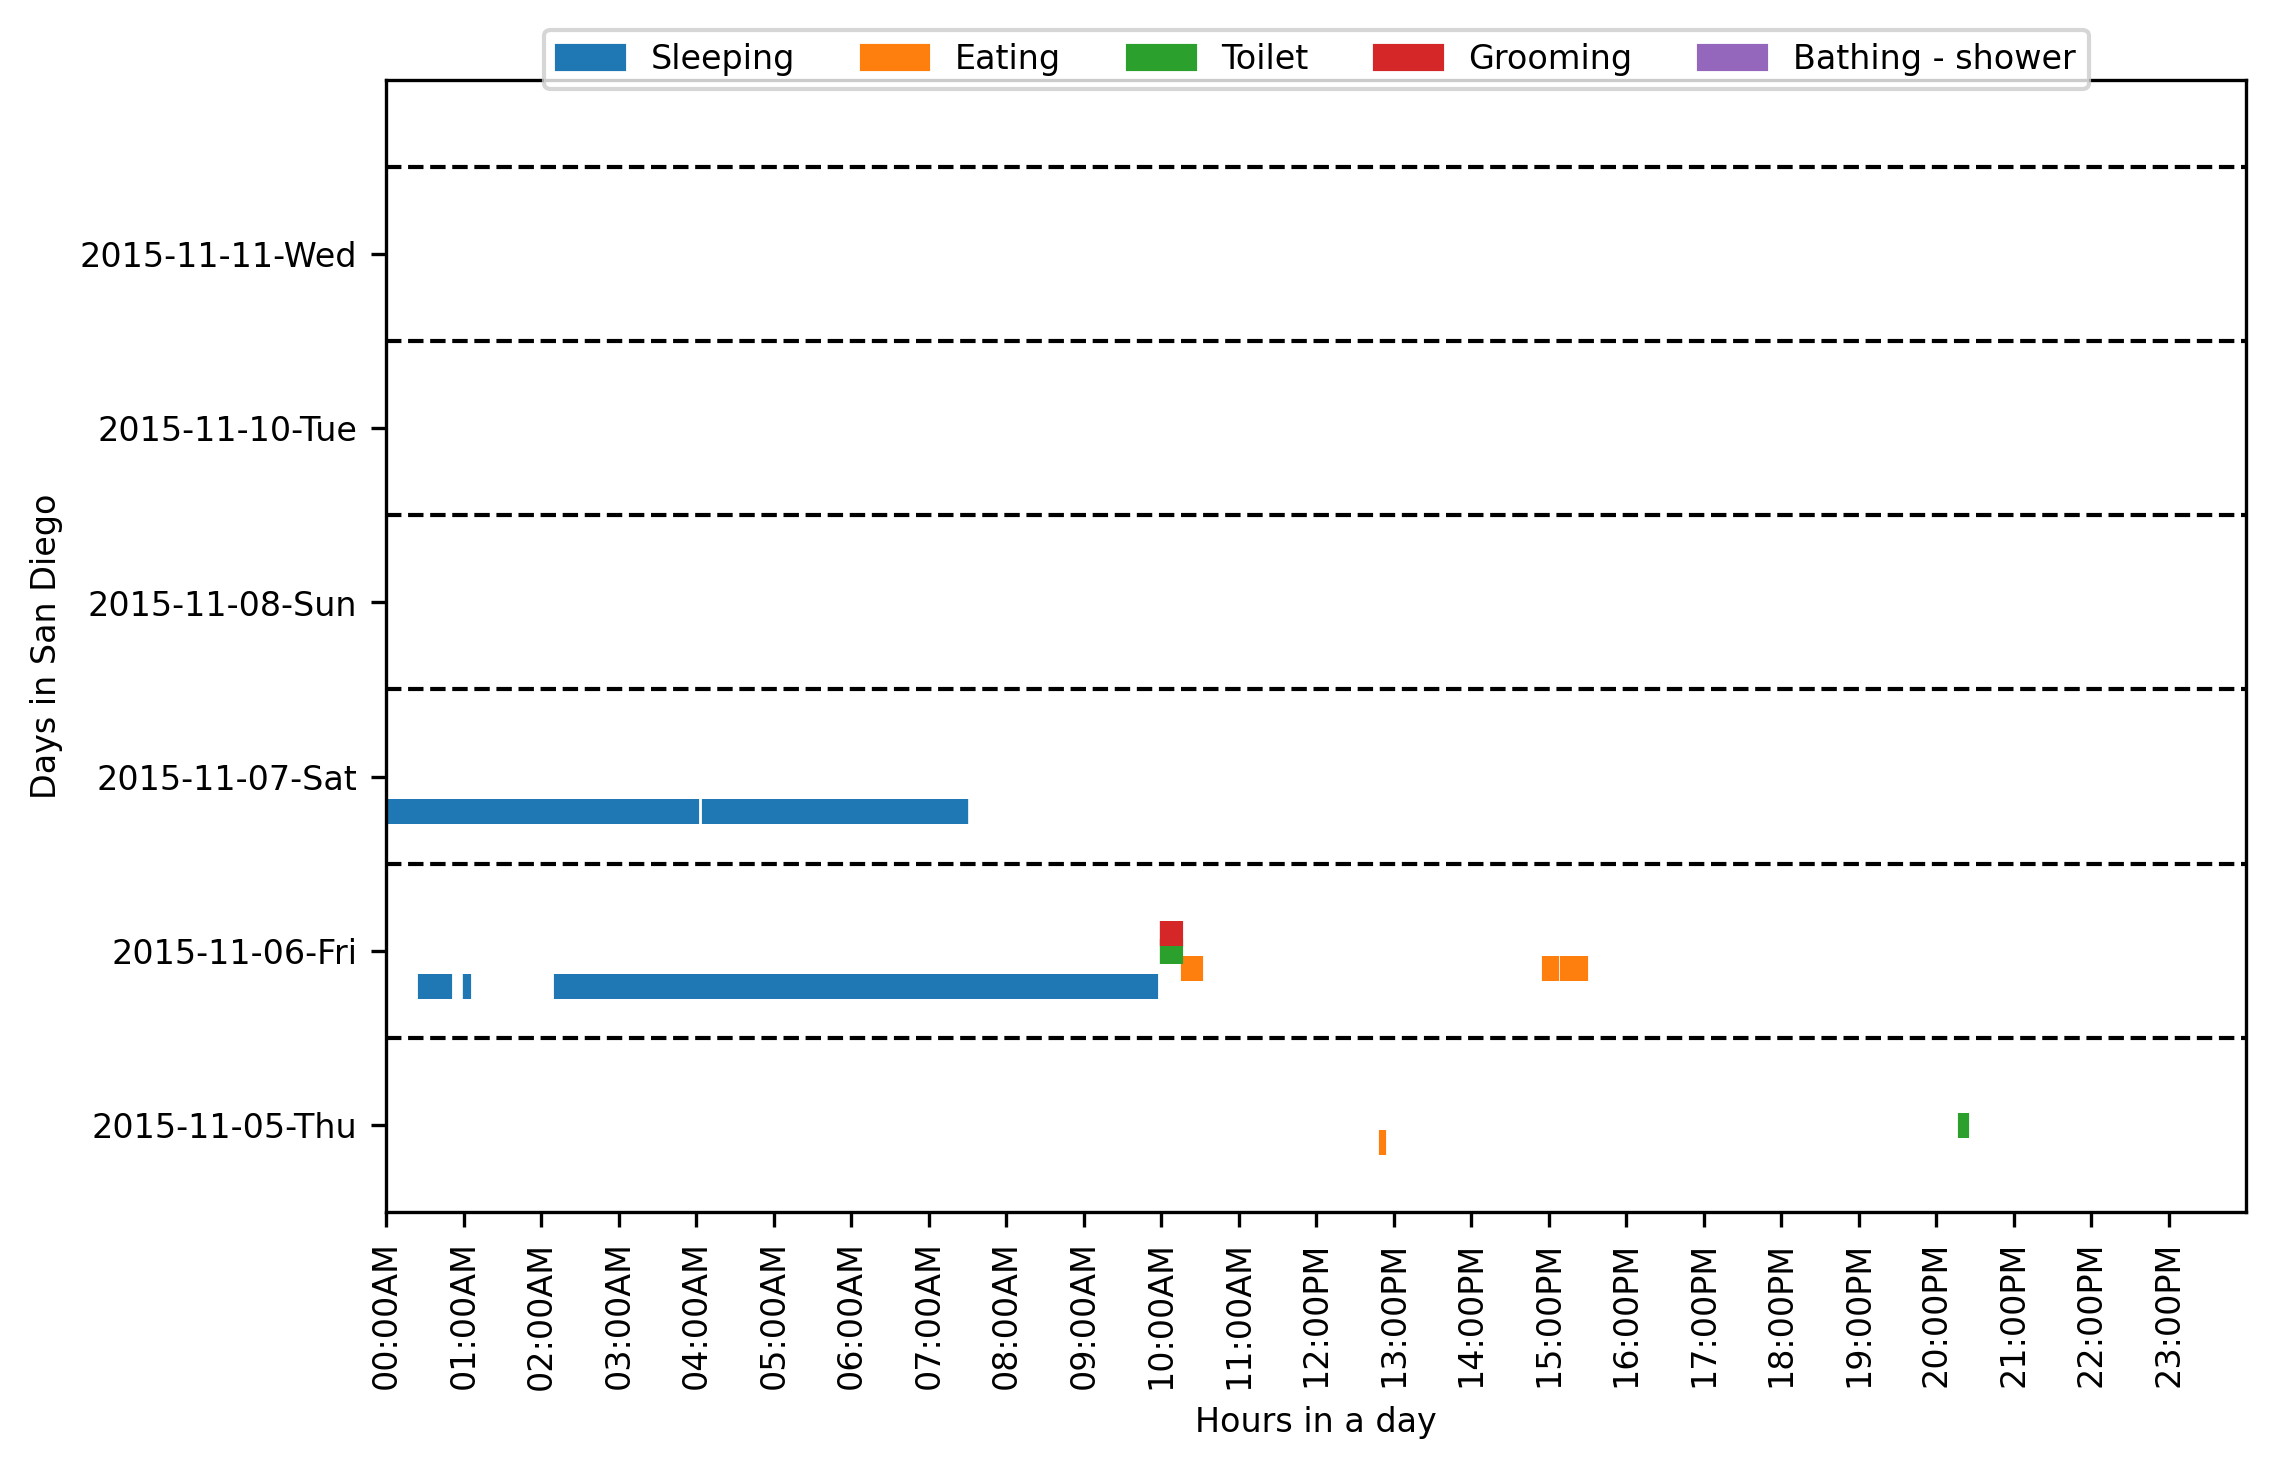 Sleeping Eating Toilet Grooming Bathing - shower
Days in San Diego
2015-11-11-Wed
2015-11-10-Tue
2015-11-08-Sun
2015-11-07-Sat
2015-11-06-Fri
2015-11-05-Thu
00:00AM
01:00AM
02:00AM
03:00AM
04:00AM
05:00AM
06:00AM
07:00AM
08:00AM
09:00AM
10:00AM
11:00AM
12:00PM
13:00PM
14:00PM
15:00PM
16:00PM
17:00PM
18:00PM
19:00PM
20:00PM
21:00PM
22:00PM
23:00PM
Hours in a day